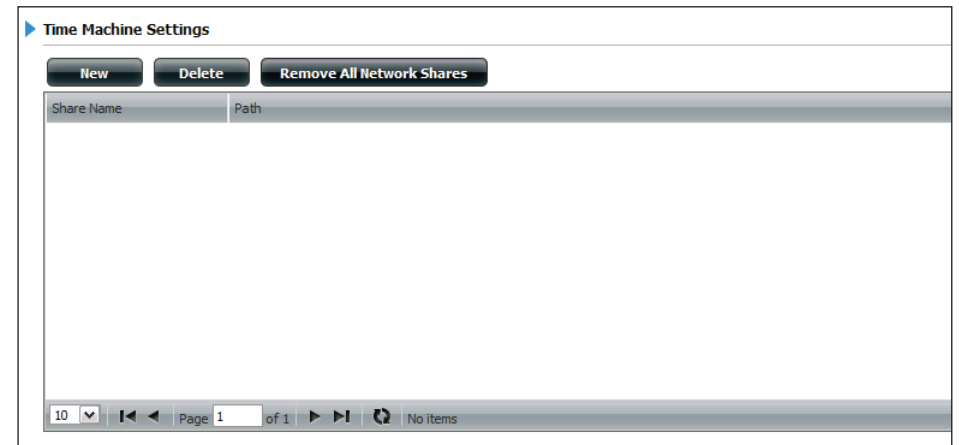 Time Machine Settings
New Delete Remove All Network Shares
Share Name Path
10 Page 1 of 1 No items